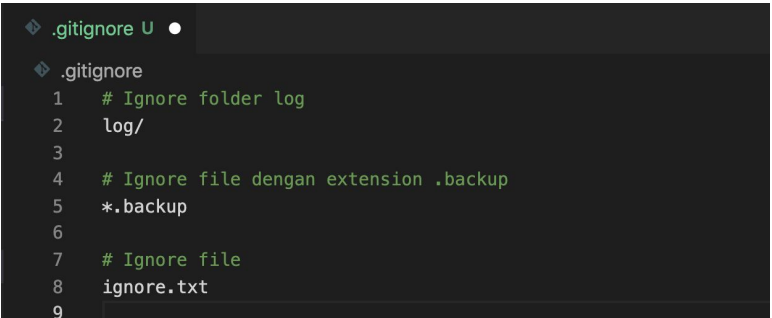 .gitignore U
.gitignore
1 # Ignore folder log
2 log/
3
4 # Ignore file dengan extension .backup
5 *.backup
6
7 # Ignore file
8 ignore.txt
9